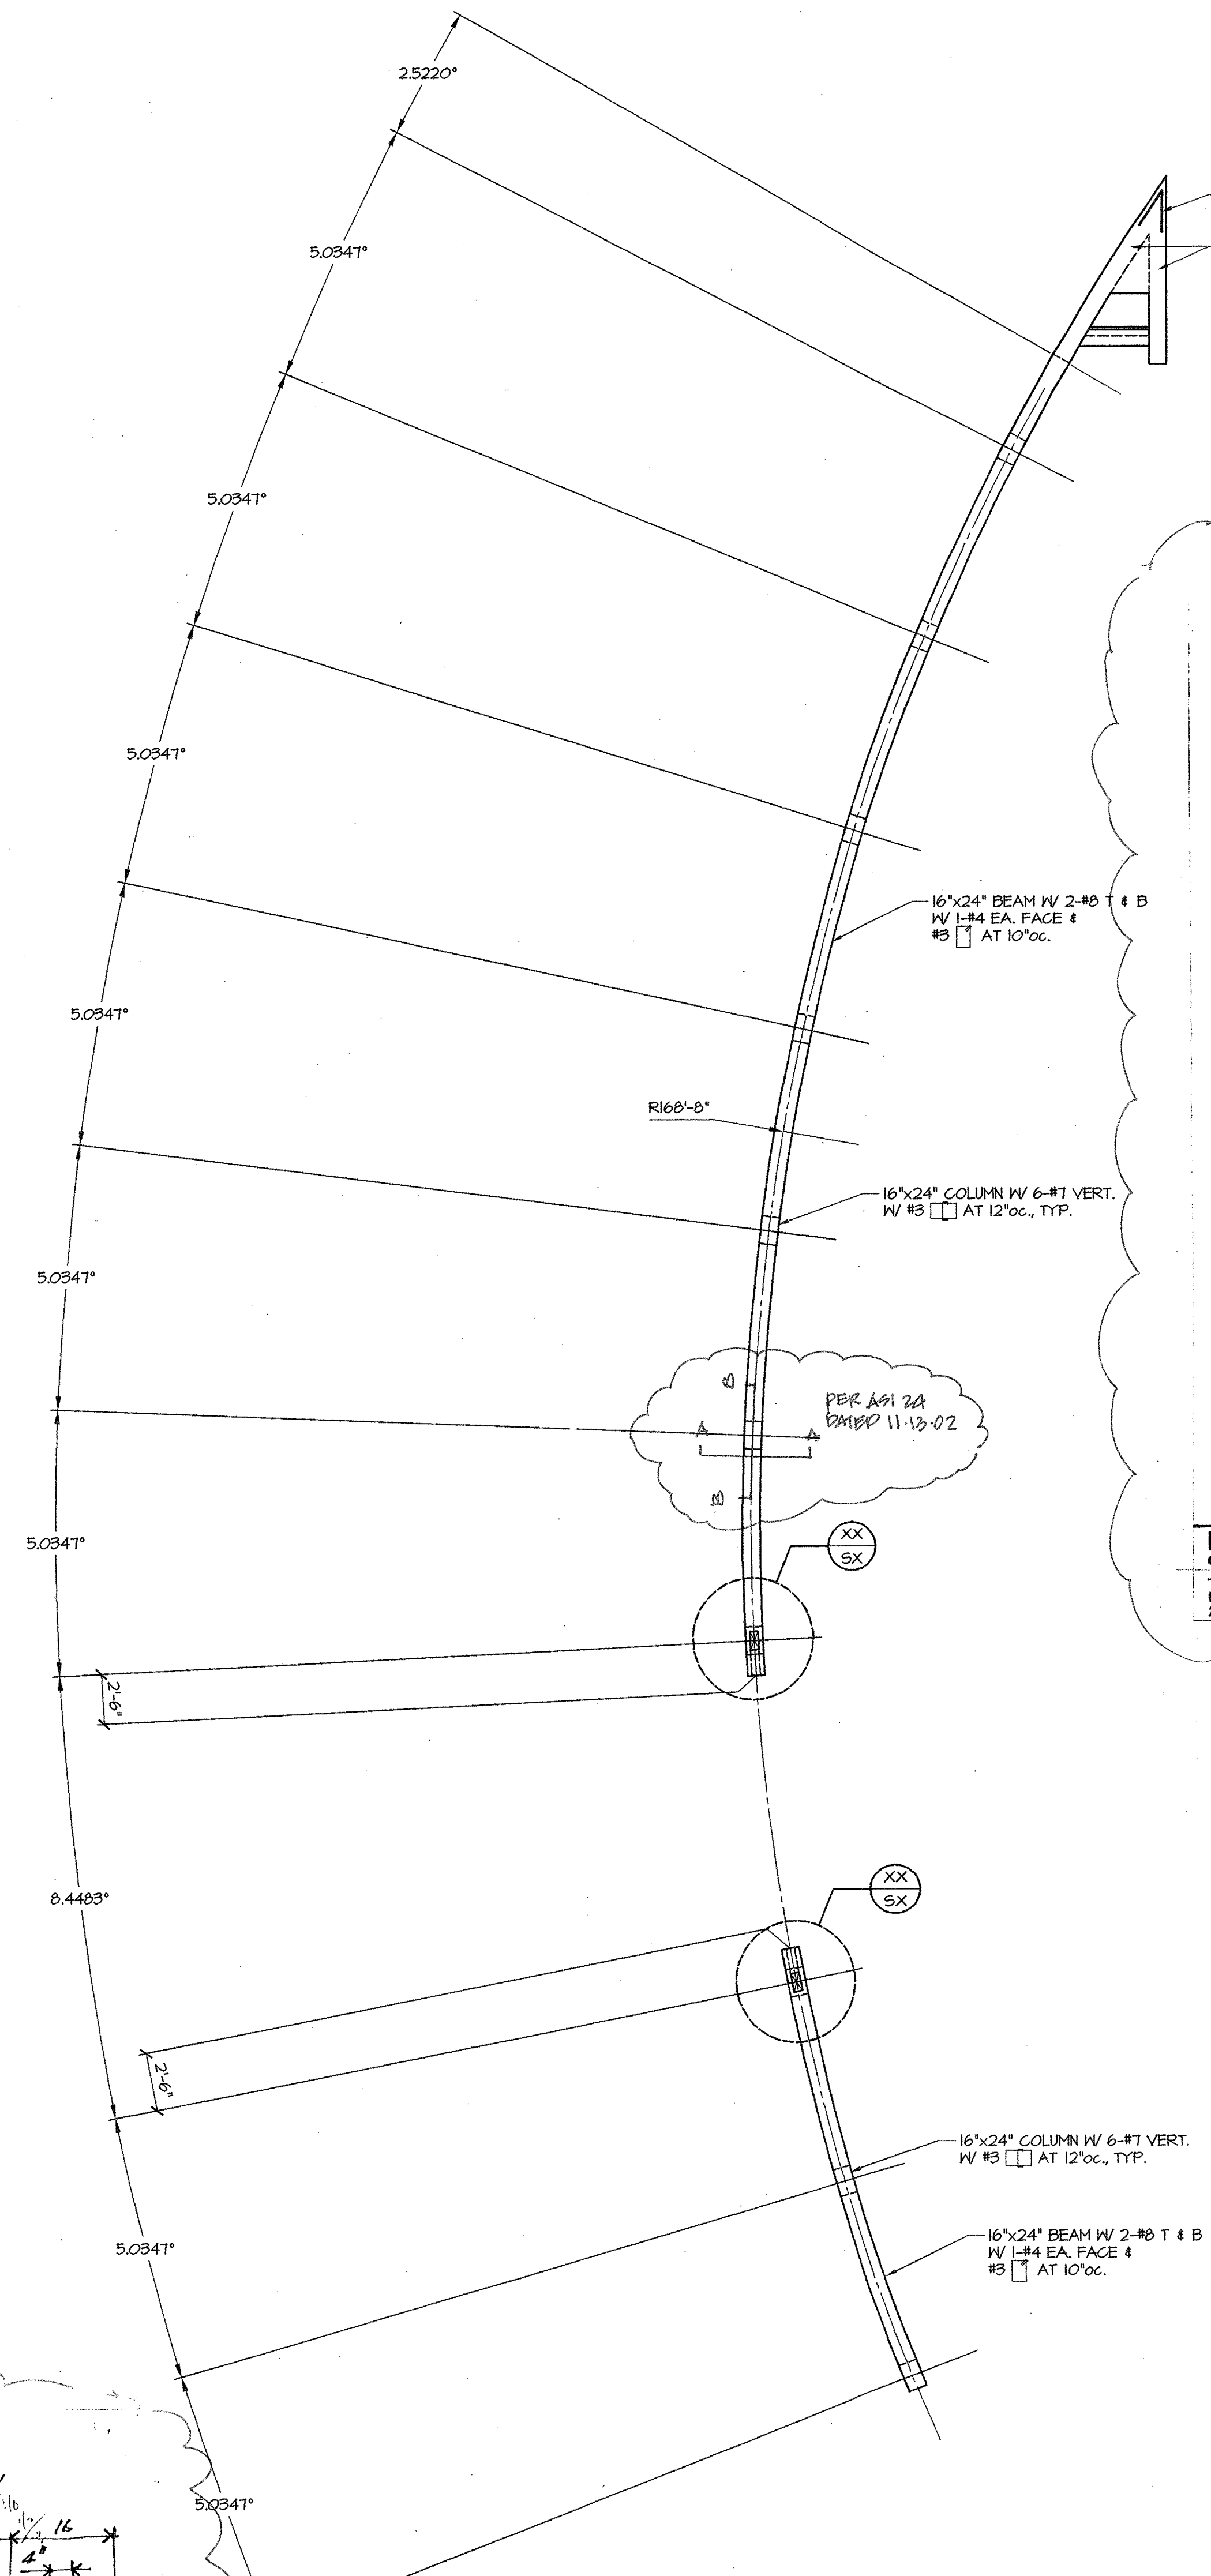 2.5220°
5.0347°
5.0347°
5.0347°
16"x24" BEAM W/ 2-#8 T & B
W/ 1-#4 EA. FACE &
#3 AT 10"oc.
5.0347°
R168'-8"
16"x24" COLUMN W/ 6-#7 VERT.
W/ #3 AT 12"oc., TYP.
5.0347°
B
PER ASI 24
DATED 11-13-02
A A
B
5.0347°
XX
SX
2'-6"
8.4483°
XX
SX
2'-6"
16"x24" COLUMN W/ 6-#7 VERT.
W/ #3 AT 12"oc., TYP.
5.0347°
16"x24" BEAM W/ 2-#8 T & B
W/ 1-#4 EA. FACE &
#3 AT 10"oc.
5.0347°
16
4"